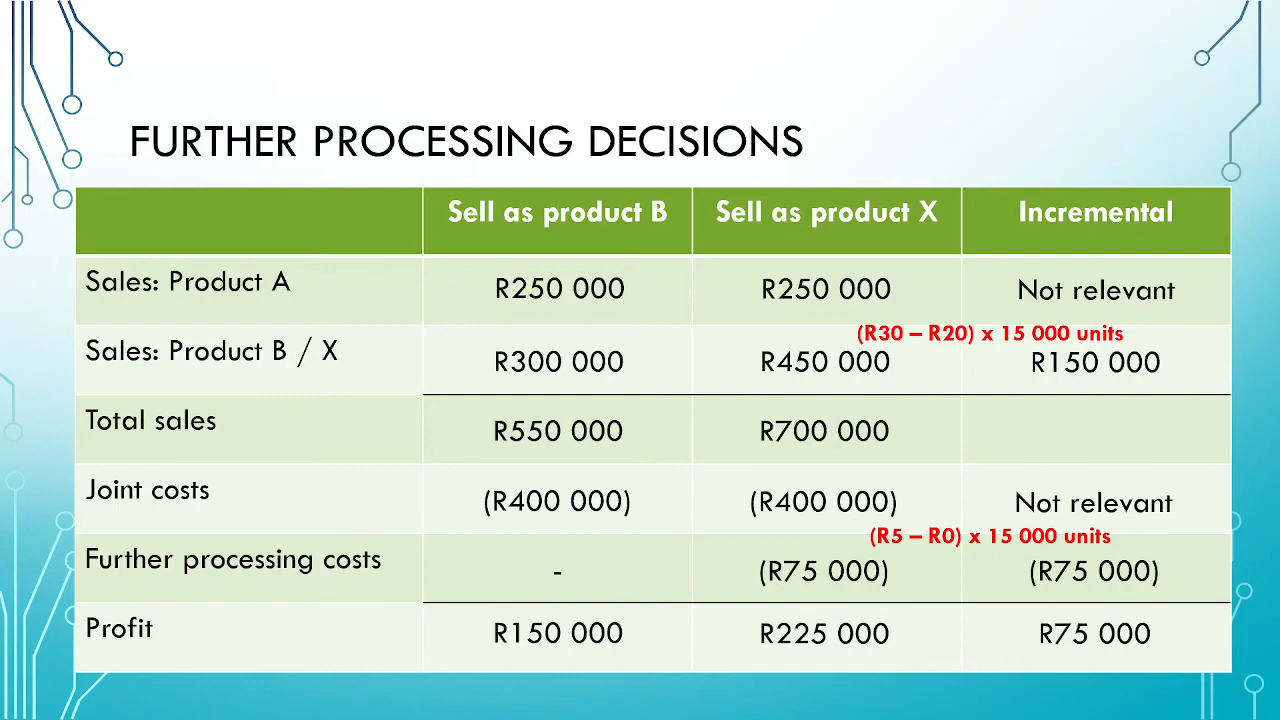 FURTHER PROCESSING DECISIONS
Sell as product B Sell as product X Incremental
Sales: Product A R250 000 R250 000 Not relevant
(R30 – R20) x 15 000 units
Sales: Product B / X R300 000 R450 000 R150 000
Total sales R550 000 R700 000
Joint costs (R400 000) (R400 000) Not relevant
(R5 – R0) x 15 000 units
Further processing costs - (R75 000) (R75 000)
Profit R150 000 R225 000 R75 000